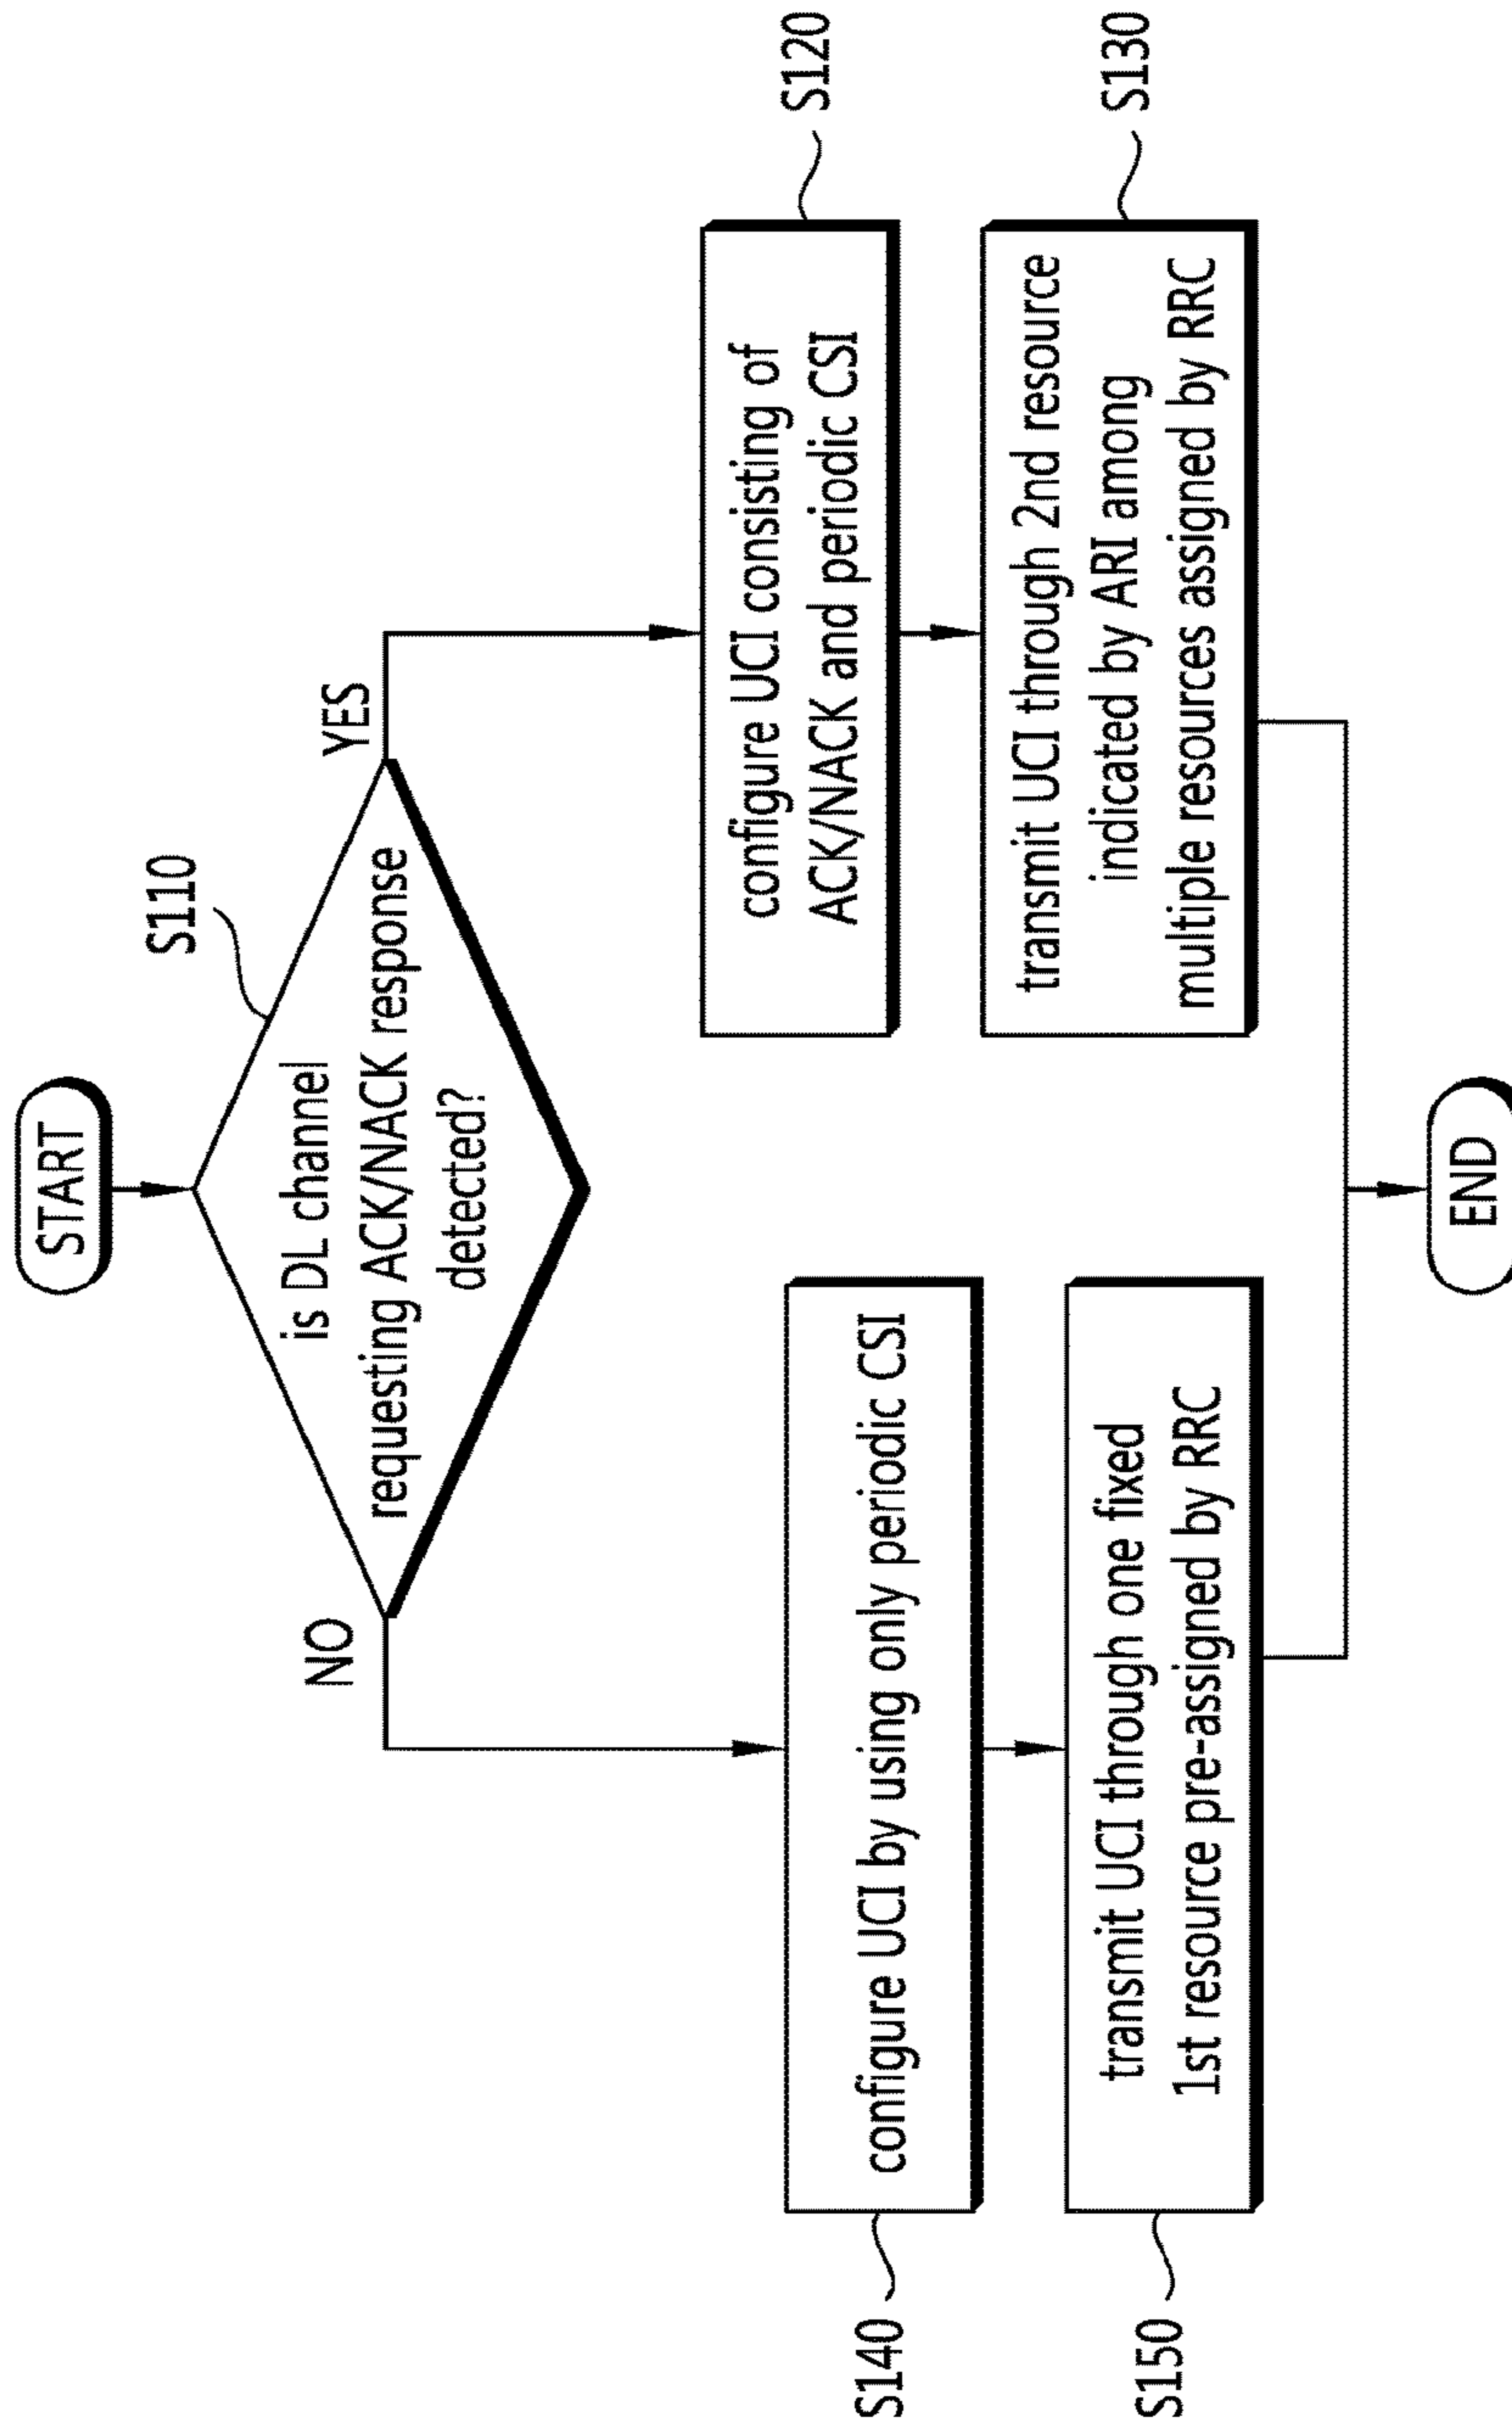 START
S110
is DL channel
requesting ACK/NACK response
detected?
NO
YES
S120
configure UCI consisting of
ACK/NACK and periodic CSI
S130
transmit UCI through 2nd resource
indicated by ARI among
multiple resources assigned by RRC
S140
configure UCI by using only periodic CSI
S150
transmit UCI through one fixed
1st resource pre-assigned by RRC
END